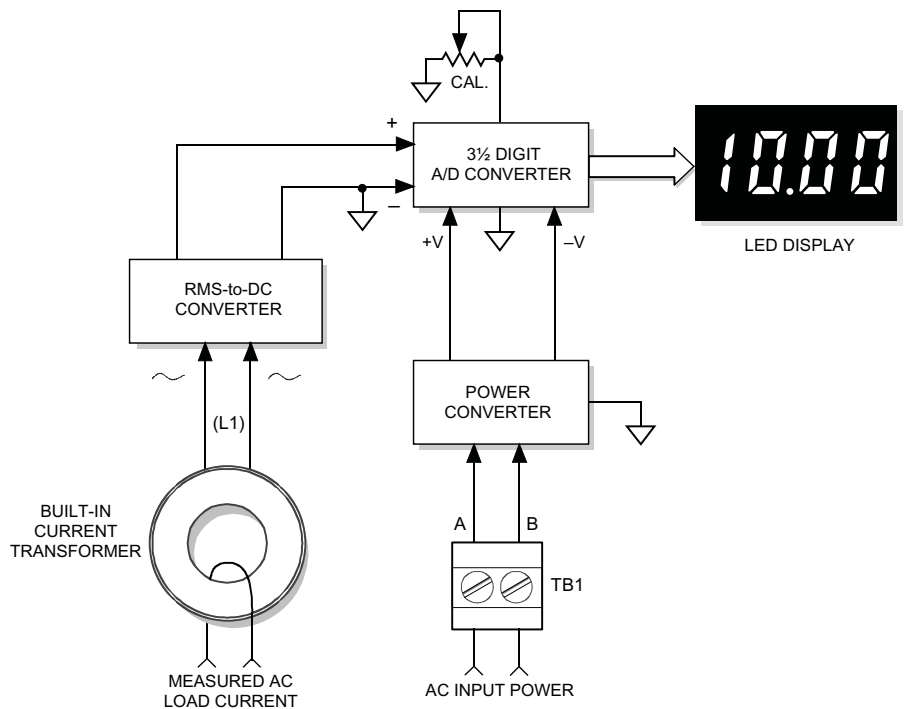 CAL.
+
3½ DIGIT
A/D CONVERTER
–
10.00
LED DISPLAY
+V
–V
RMS-to-DC
CONVERTER
POWER
CONVERTER
(L1)
BUILT-IN
CURRENT
TRANSFORMER
A
B
TB1
MEASURED AC
LOAD CURRENT
AC INPUT POWER